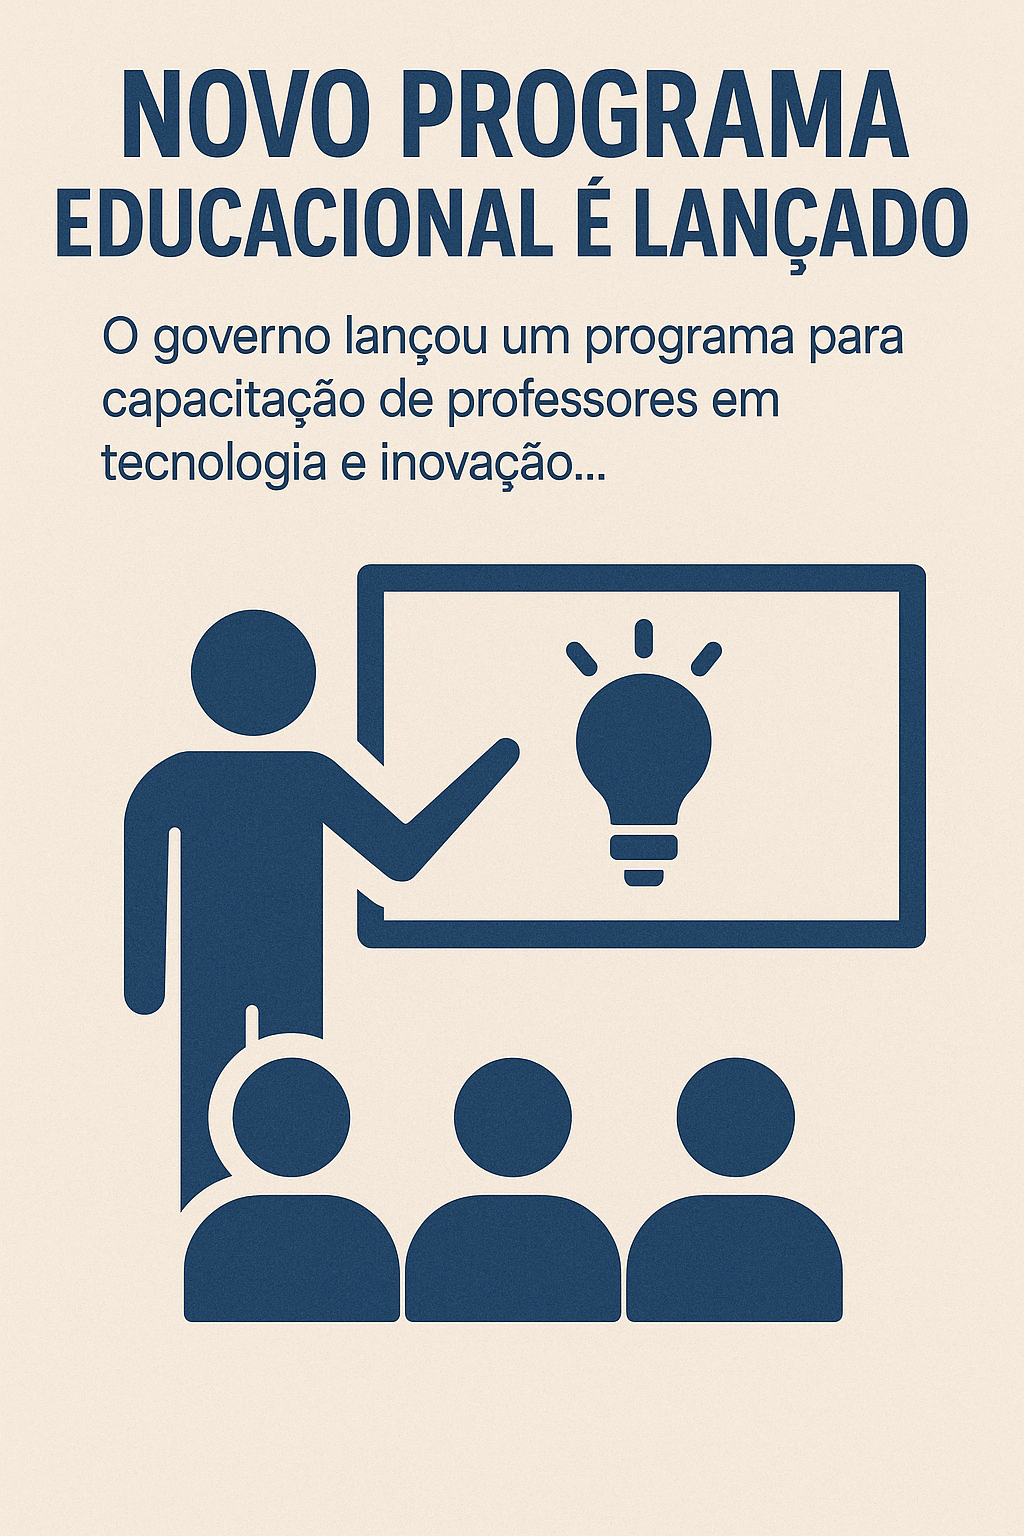 NOVO PROGRAMA
EDUCACIONAL É LANÇADO
O governo lançou um programa para
capacitação de professores em
tecnologia e inovação...